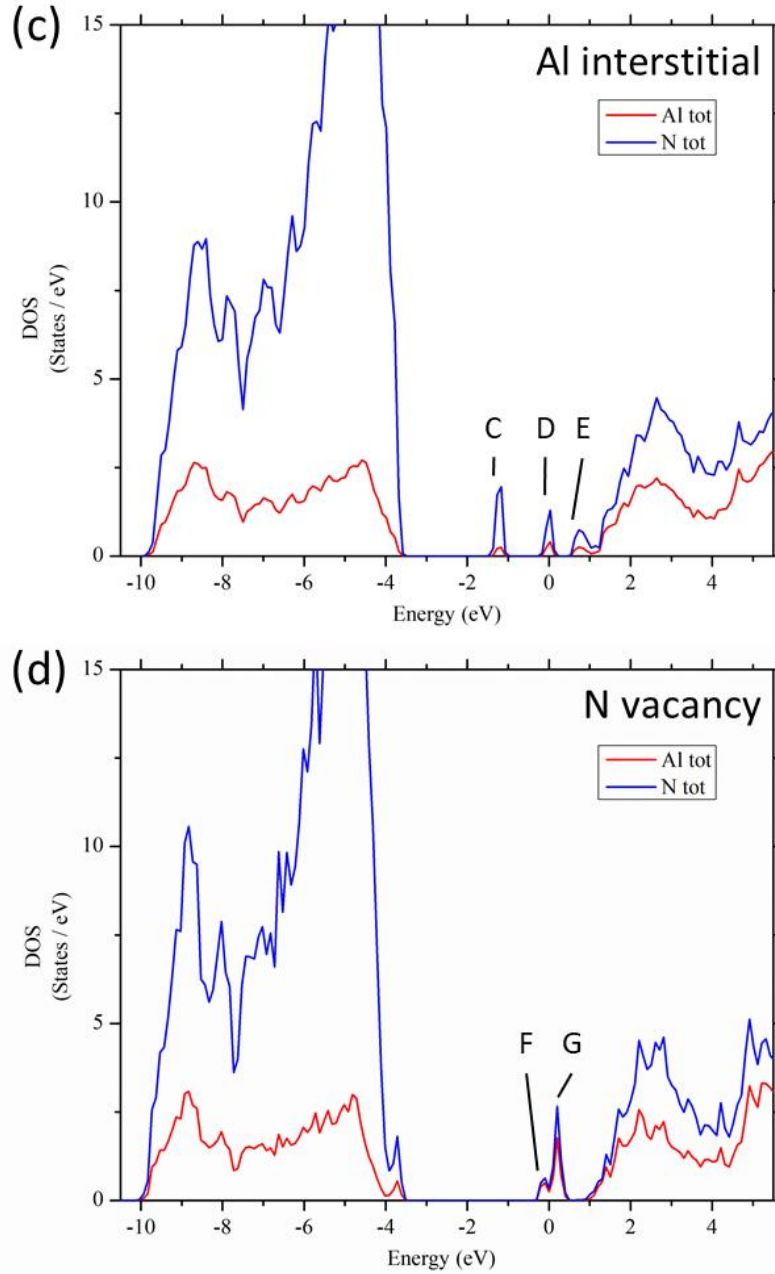 (c)
Al interstitial
Al tot
N tot
15
10
5
0
DOS
(States / eV)
C D E
-10 -8 -6 -4 -2 0 2 4
Energy (eV)
(d)
N vacancy
Al tot
N tot
15
10
5
0
DOS
(States / eV)
F G
-10 -8 -6 -4 -2 0 2 4
Energy (eV)